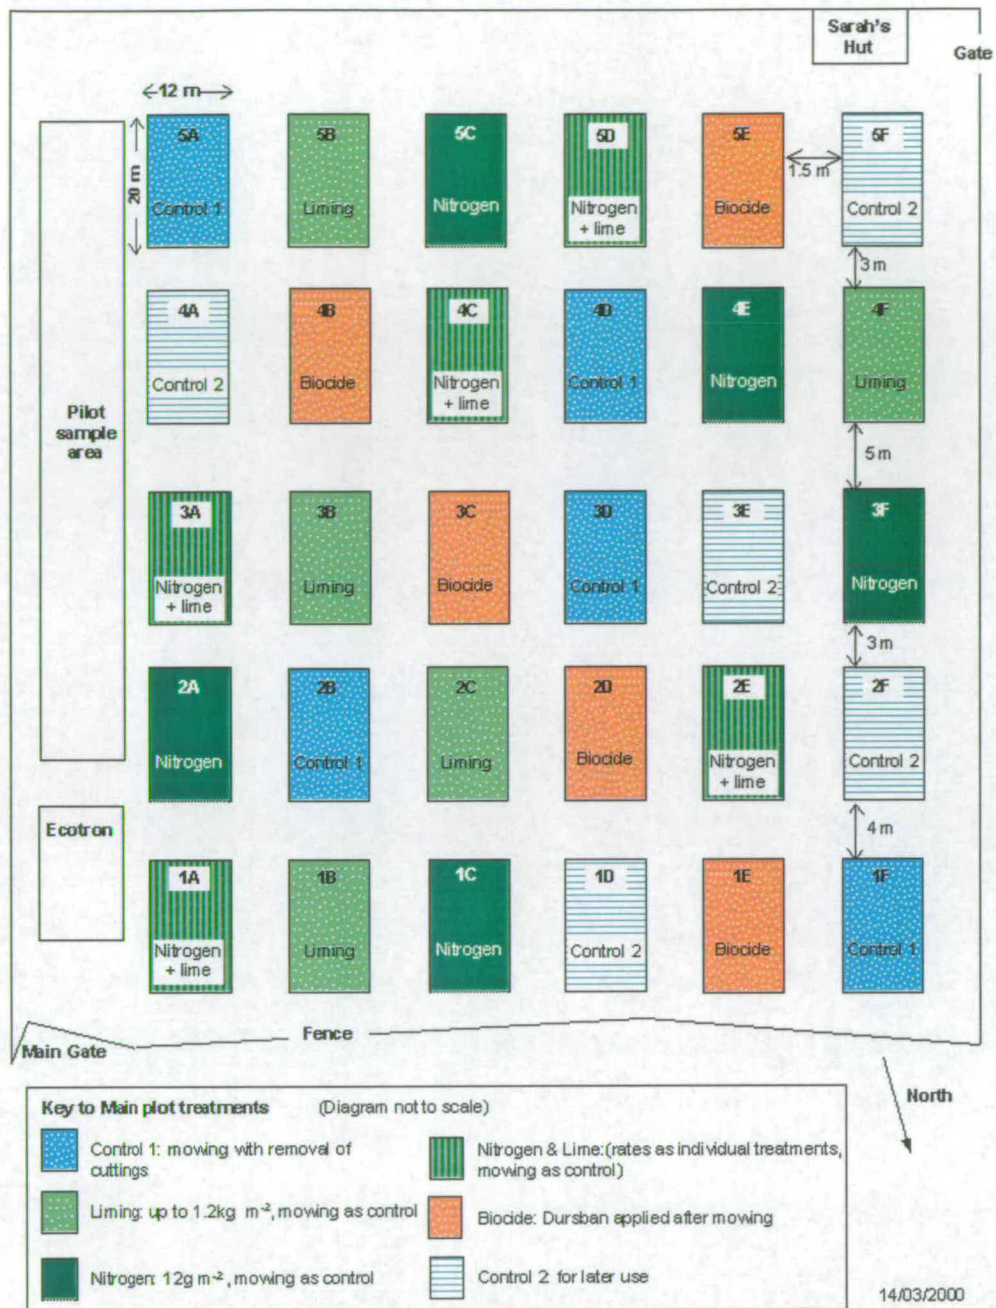 Sarah's
Hut
Gate
12 m
20 m
5A
Control 1
5B
Liming
5C
Nitrogen
5D
Nitrogen
+ lime
5E
Biocide
1.5 m
5F
Control 2
3 m
4A
Control 2
4B
Biocide
4C
Nitrogen
+ lime
4D
Control 1
4E
Nitrogen
4F
Liming
Pilot
sample
area
5 m
3A
Nitrogen
+ lime
3B
Liming
3C
Biocide
3D
Control 1
3E
Control 2
3F
Nitrogen
3 m
2A
Nitrogen
2B
Control 1
2C
Liming
2D
Biocide
2E
Nitrogen
+ lime
2F
Control 2
4 m
Ecotron
1A
Nitrogen
+ lime
1B
Liming
1C
Nitrogen
1D
Control 2
1E
Biocide
1F
Control 1
Fence
Main Gate
North
Key to Main plot treatments (Diagram not to scale)
Control 1: mowing with removal of
cuttings
Liming: up to 1.2kg m⁻², mowing as control
Nitrogen: 12g m⁻², mowing as control
Nitrogen & Lime:(rates as individual treatments,
mowing as control)
Biocide: Dursban applied after mowing
Control 2 for later use
14/03/2000